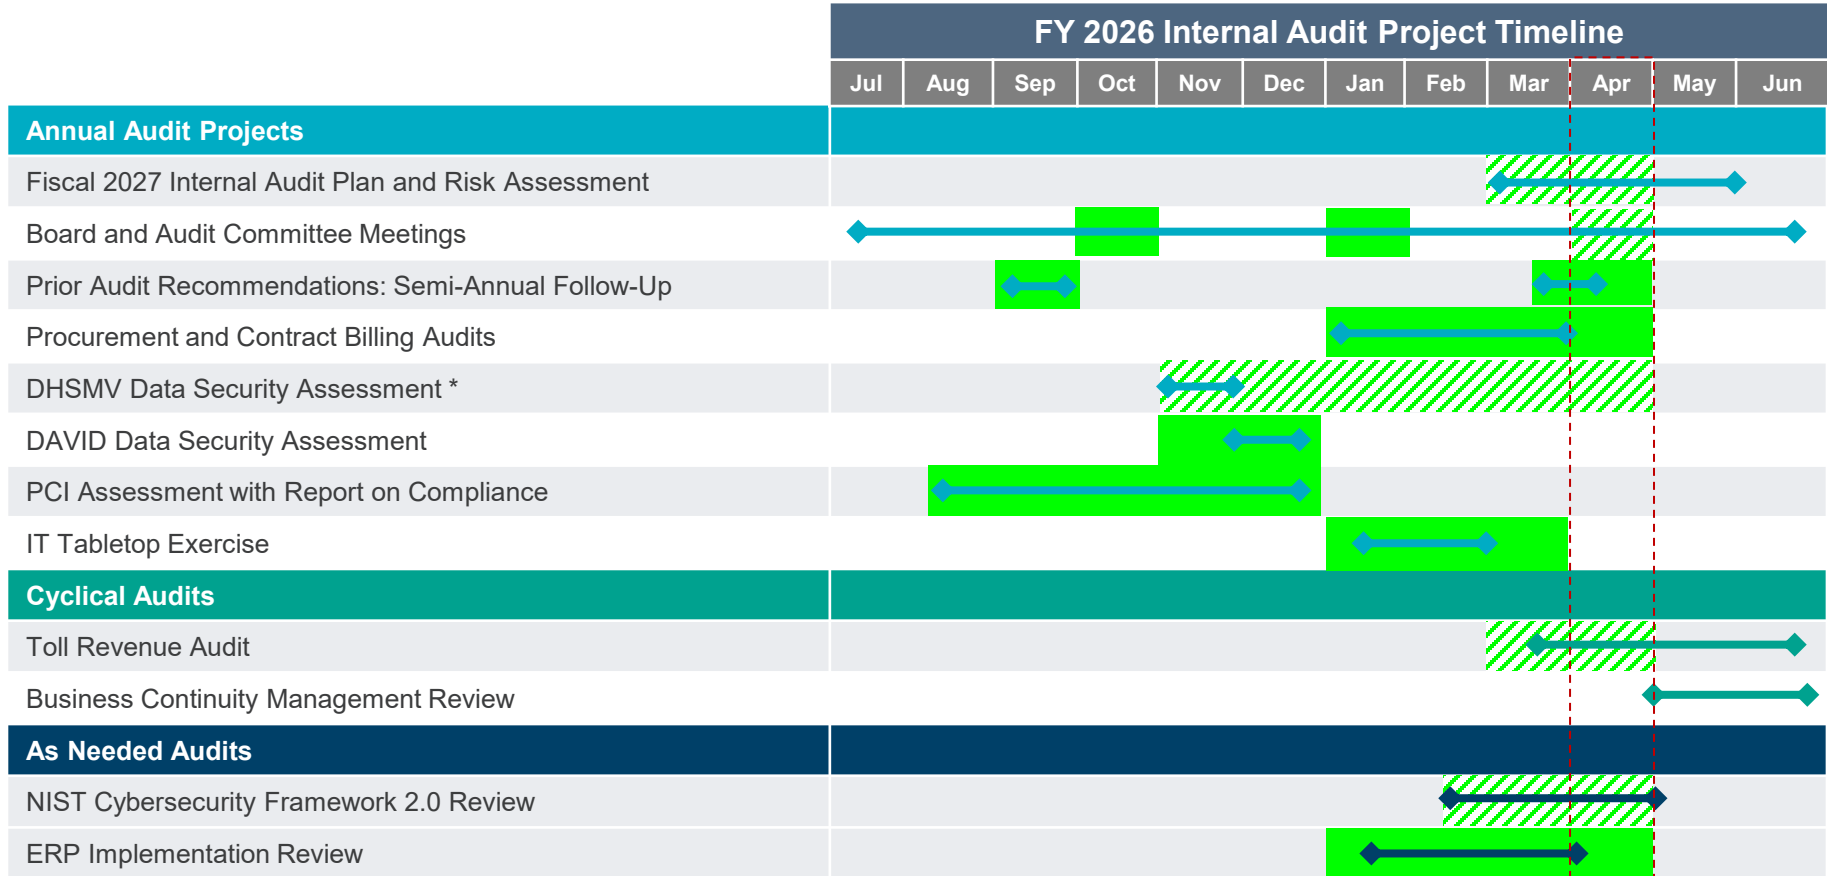 FY 2026 Internal Audit Project Timeline
Jul Aug Sep Oct Nov Dec Jan Feb Mar Apr May Jun
Annual Audit Projects
Fiscal 2027 Internal Audit Plan and Risk Assessment
Board and Audit Committee Meetings
Prior Audit Recommendations: Semi-Annual Follow-Up
Procurement and Contract Billing Audits
DHSMV Data Security Assessment *
DAVID Data Security Assessment
PCI Assessment with Report on Compliance
IT Tabletop Exercise
Cyclical Audits
Toll Revenue Audit
Business Continuity Management Review
As Needed Audits
NIST Cybersecurity Framework 2.0 Review
ERP Implementation Review